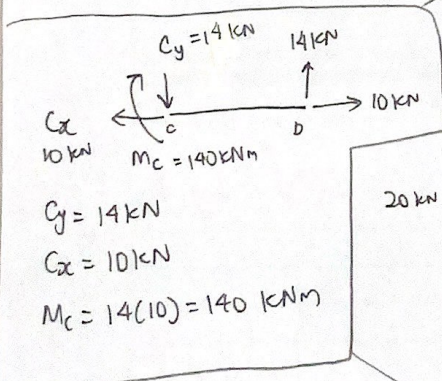 Cy = 14 kN
14 kN
Cx
10 kN
C
D
10 kN
Mc = 140 kNm
Cy = 14 kN
Cx = 10 kN
Mc = 14(10) = 140 kNm
20 kN